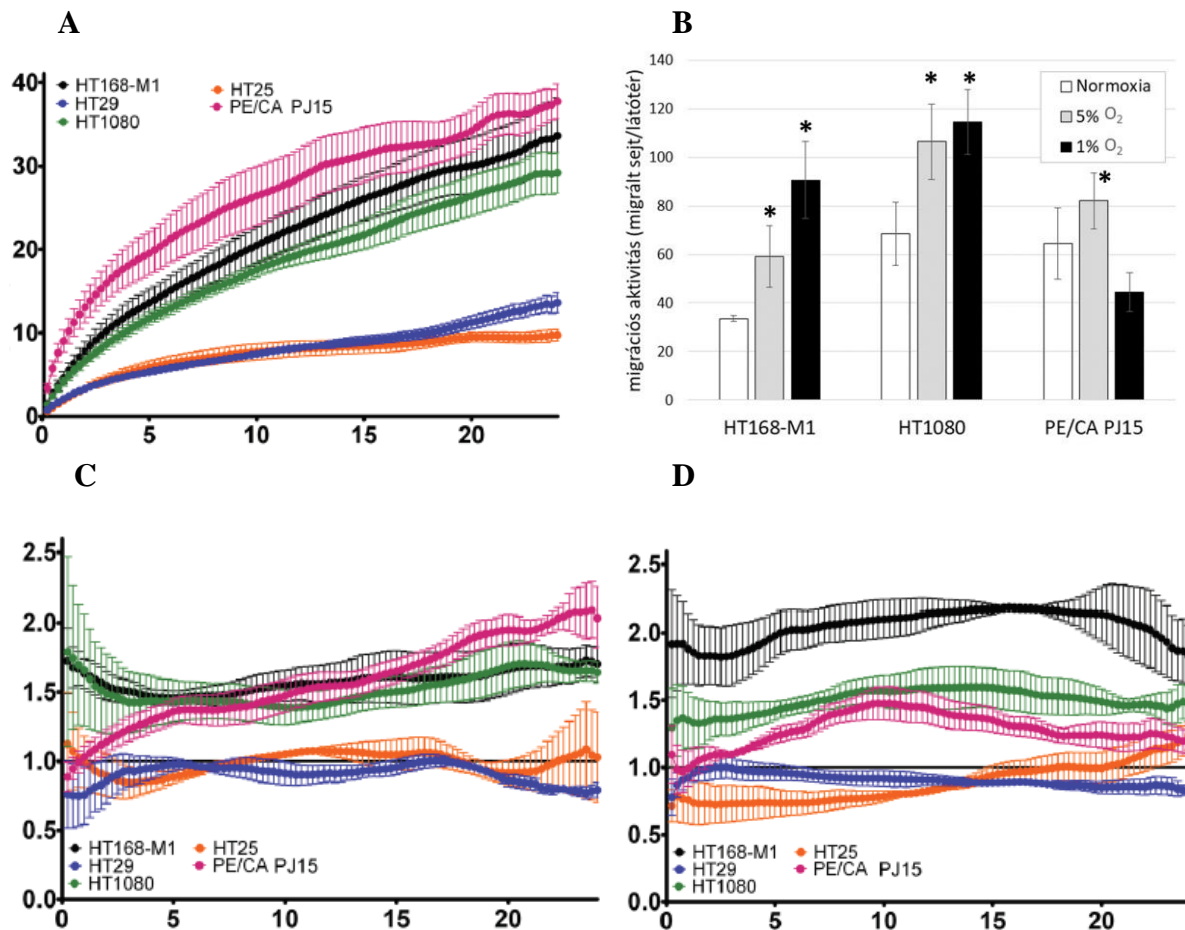 A
B
HT168-M1
HT29
HT1080
HT25
PE/CA PJ15
40
30
20
10
0
0 5 10 15 20
migrációs aktivitás (migrált sejt/látótér)
140
120
100
80
60
40
20
0
Normoxia
5% O₂
1% O₂
* * * * *
HT168-M1 HT1080 PE/CA PJ15
C
D
2.5
2.0
1.5
1.0
0.5
0.0
HT168-M1
HT29
HT1080
HT25
PE/CA PJ15
0 5 10 15 20
2.5
2.0
1.5
1.0
0.5
0.0
HT168-M1
HT29
HT1080
HT25
PE/CA PJ15
0 5 10 15 20